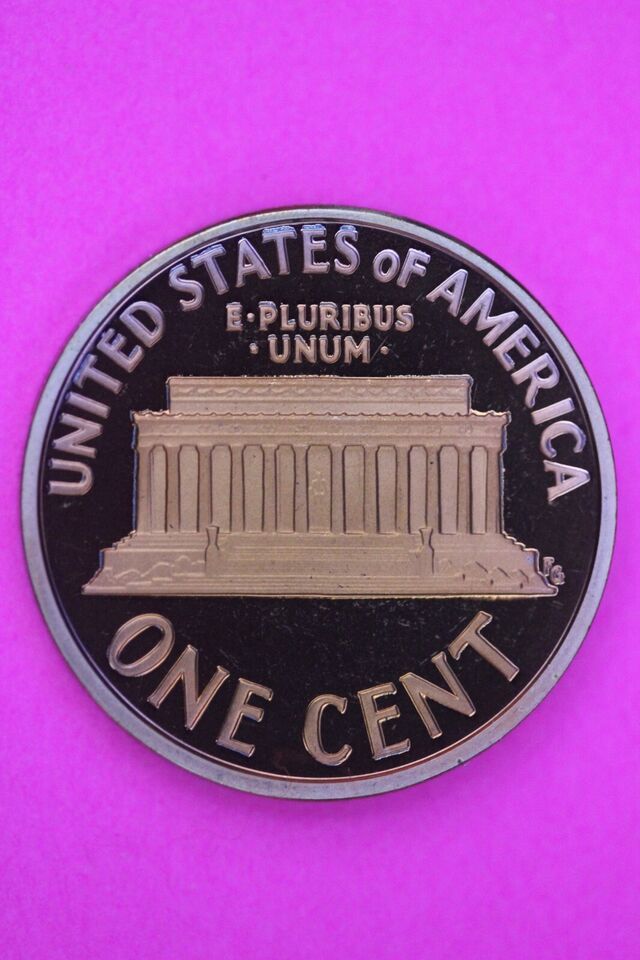 UNITED STATES OF AMERICA
E·PLURIBUS
·UNUM·
FG
ONE CENT